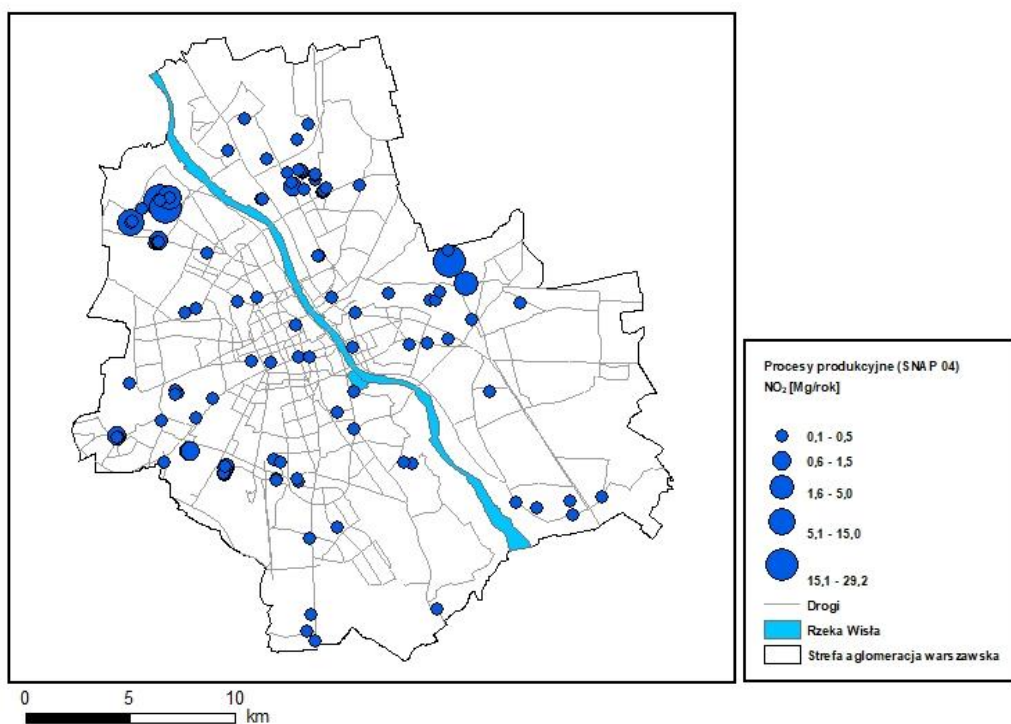 Procesy produkcyjne (SNAP 04)
NO₂ [Mg/rok]
0,1 - 0,5
0,6 - 1,5
1,6 - 5,0
5,1 - 15,0
15,1 - 29,2
Drogi
Rzeka Wisła
Strefa aglomeracja warszawska
0 5 10
km